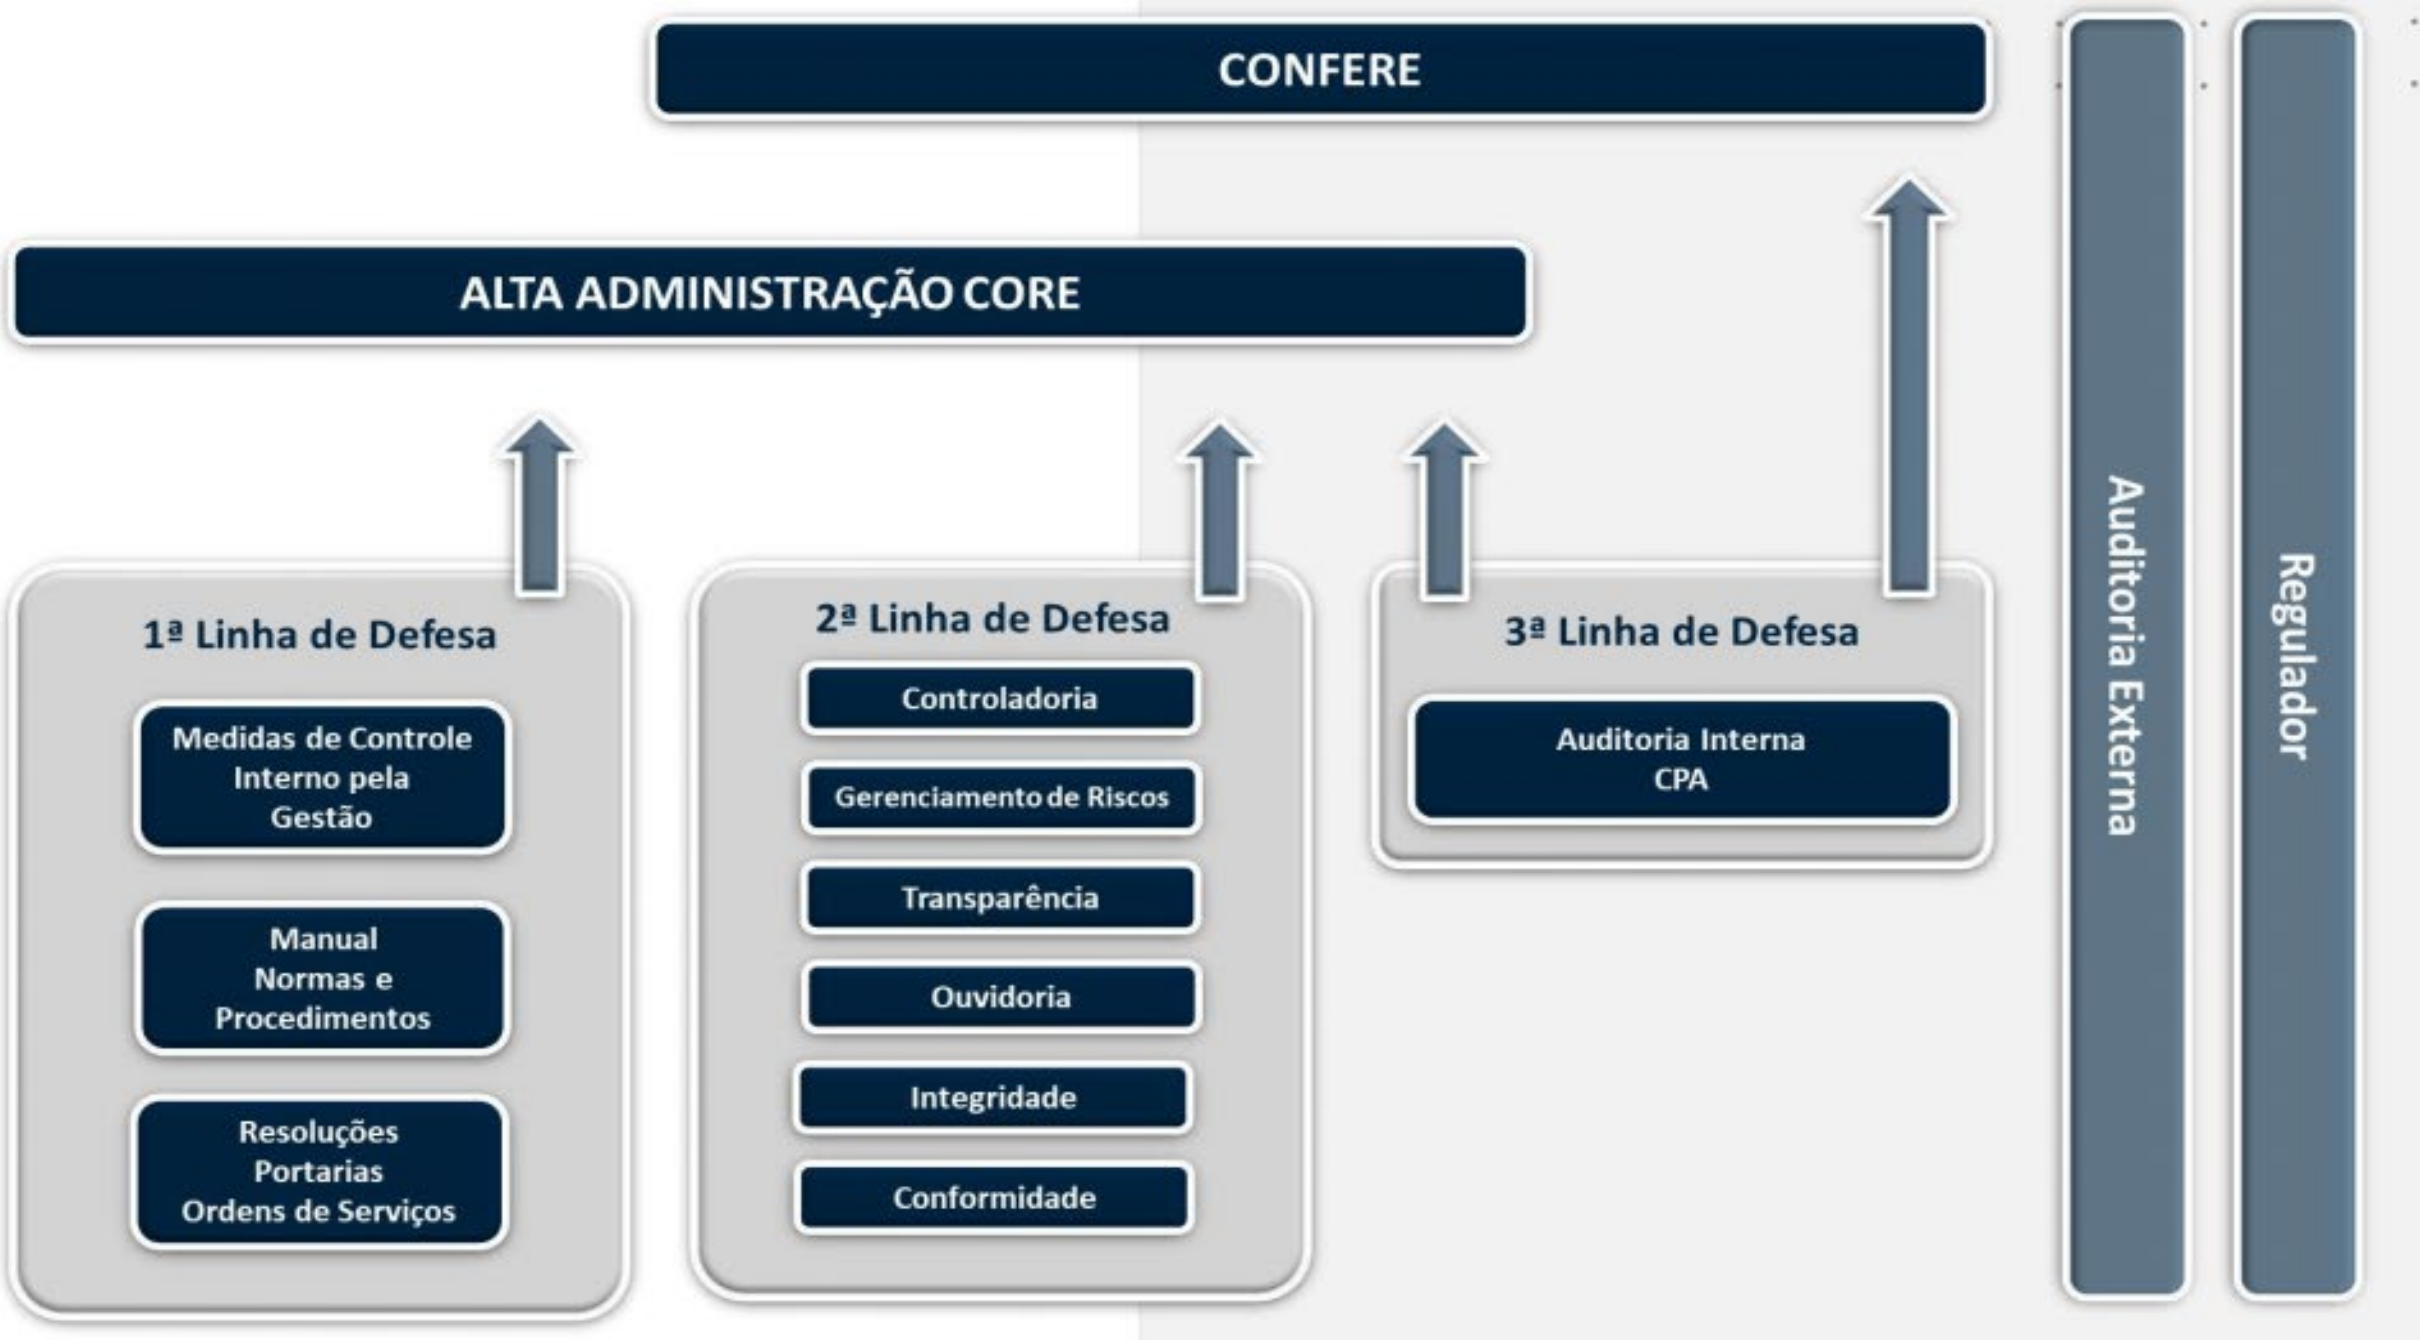 CONFERE
ALTA ADMINISTRAÇÃO CORE
1ª Linha de Defesa
Medidas de Controle
Interno pela
Gestão
Manual
Normas e
Procedimentos
Resoluções
Portarias
Ordens de Serviços
2ª Linha de Defesa
Controladoria
Gerenciamento de Riscos
Transparência
Ouvidoria
Integridade
Conformidade
3ª Linha de Defesa
Auditoria Interna
CPA
Auditoria Externa
Regulador